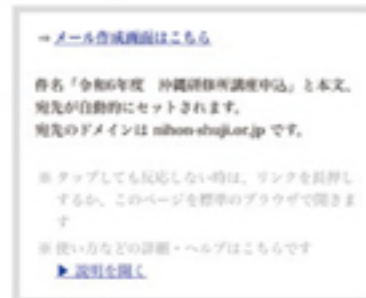 ⇒ メール作成画面はこちら
件名「令和6年度 沖縄研修所講座申込」と本文、
宛先が自動的にセットされます。
宛先のドメインは nihon-shuji.or.jp です。
※ タップしても反応しない時は、リンクを長押し
するか、このページを標準のブラウザで開きま
す
※ 使い方などの詳細・ヘルプはこちらです
▶ 説明を開く